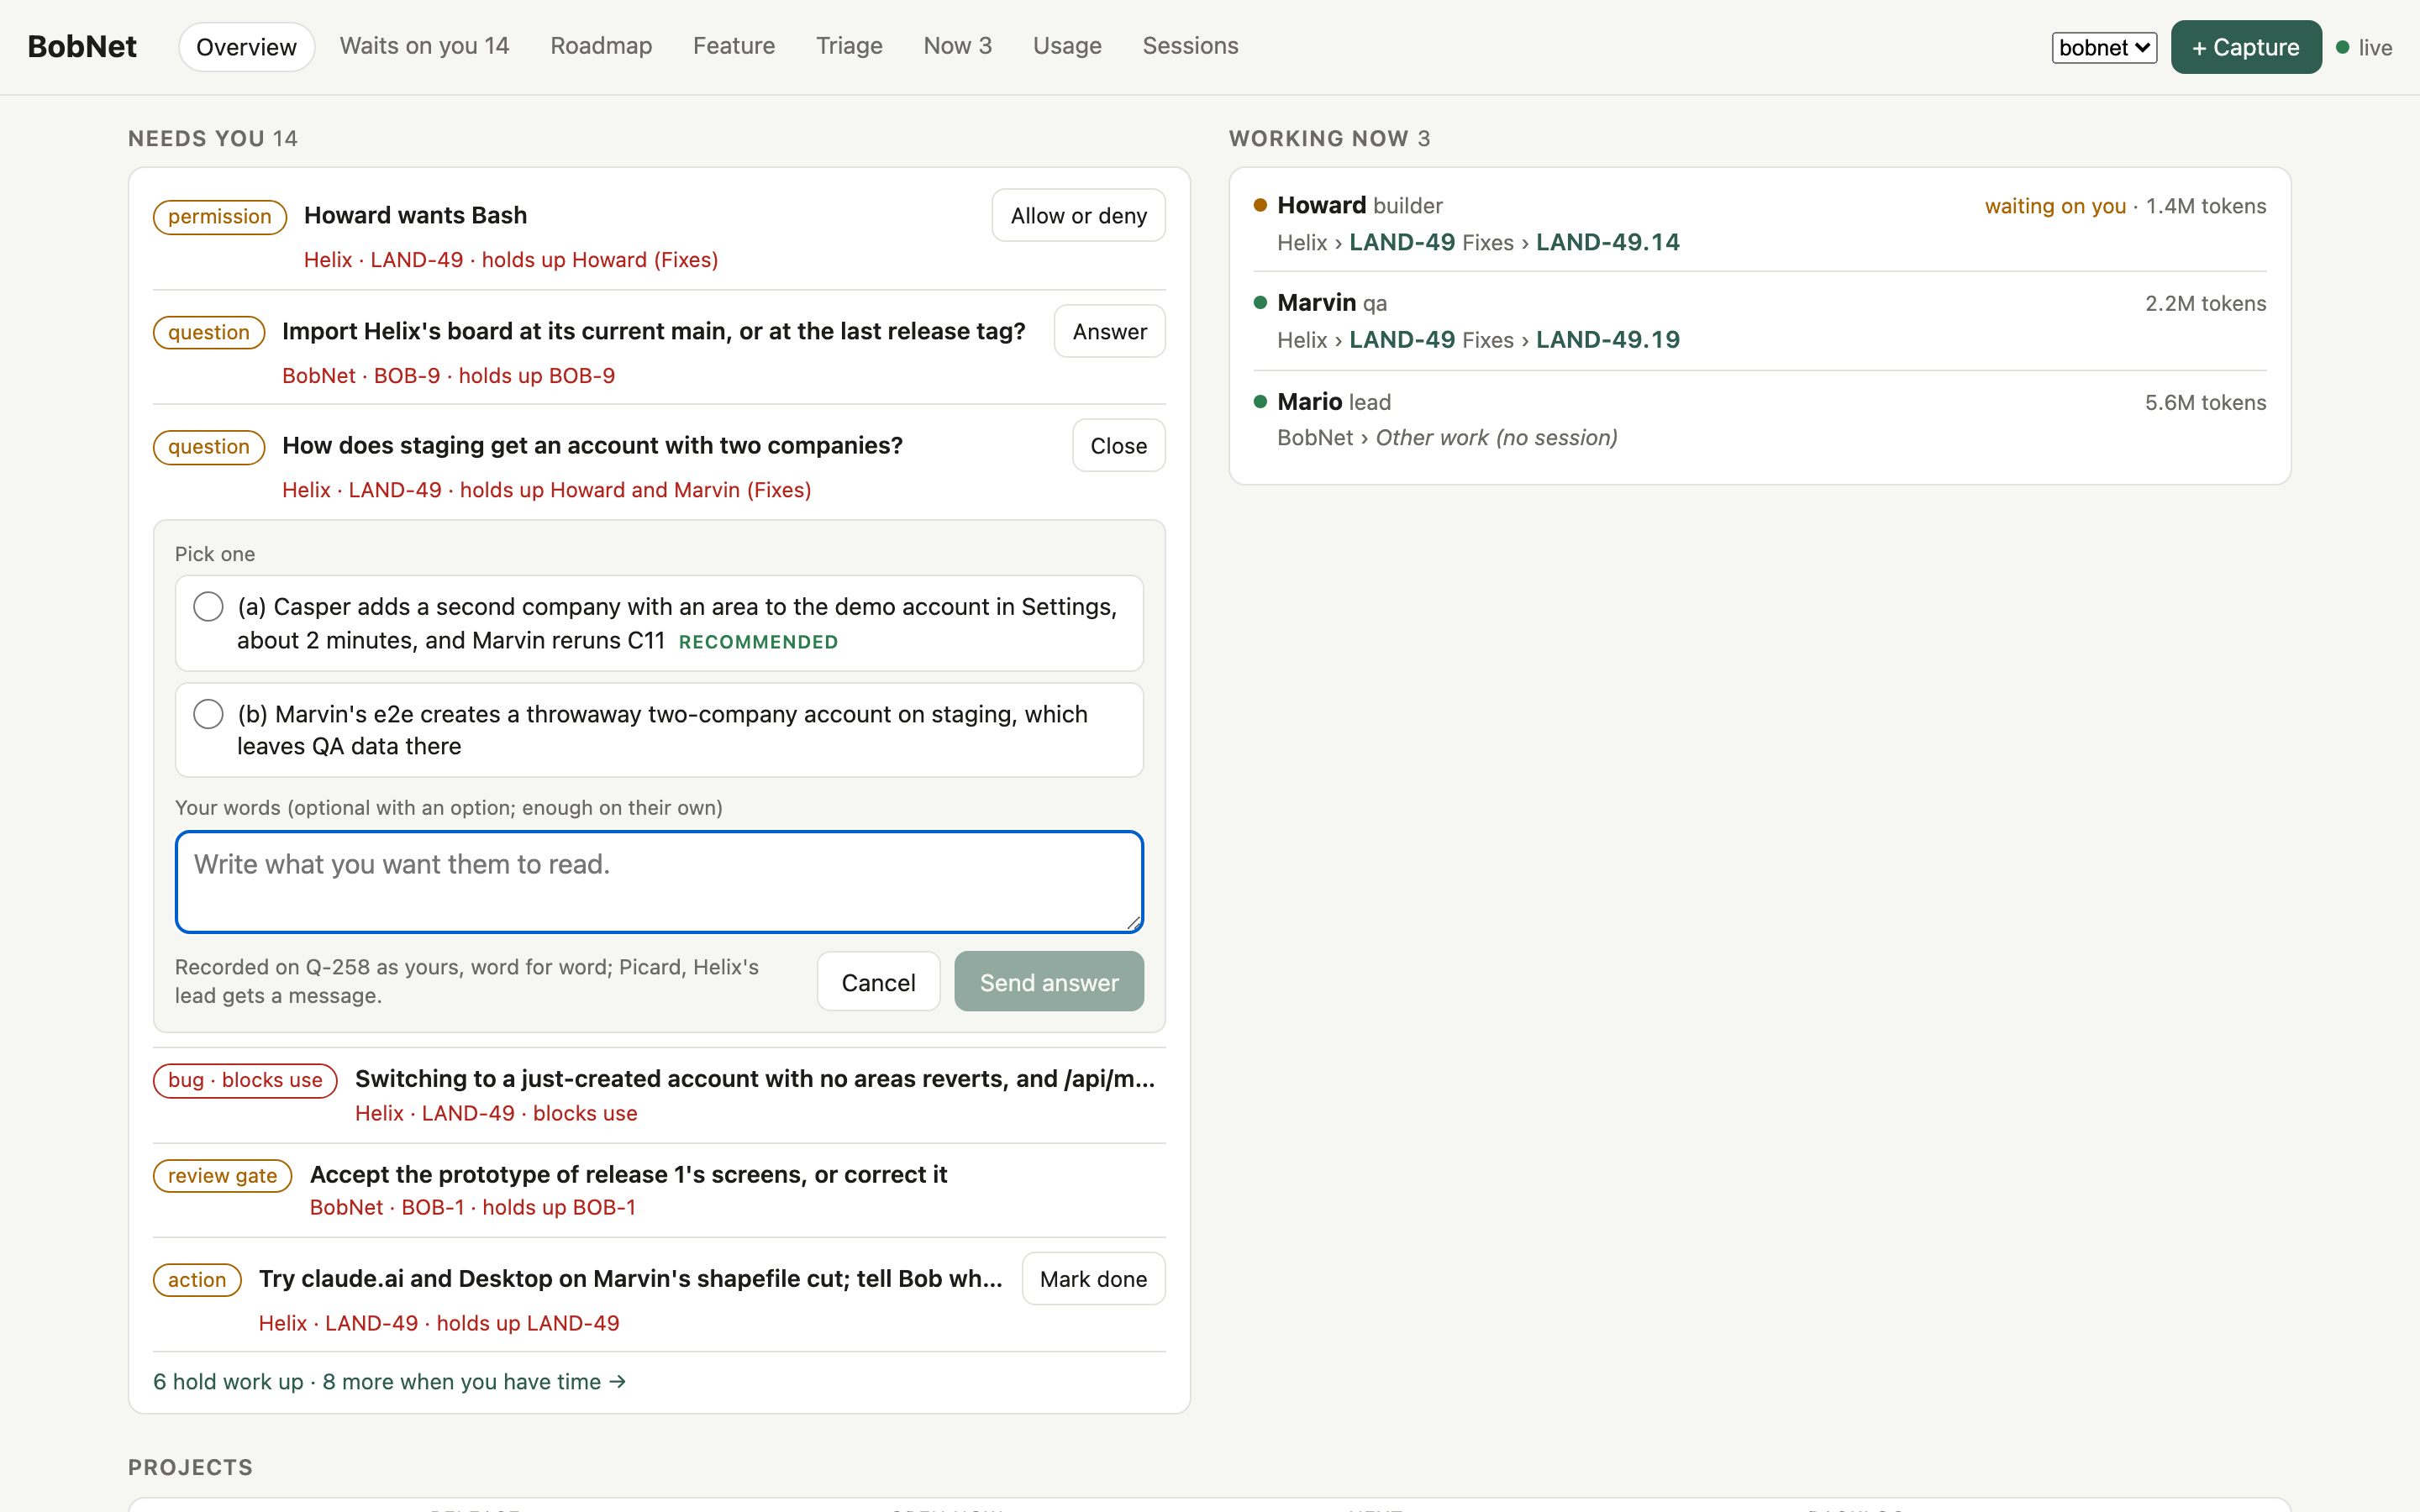 BobNet
Overview
Waits on you 14
Roadmap
Feature
Triage
Now 3
Usage
Sessions
bobnet
+ Capture
live
NEEDS YOU 14
permission
Howard wants Bash
Allow or deny
Helix · LAND-49 · holds up Howard (Fixes)
question
Import Helix's board at its current main, or at the last release tag?
Answer
BobNet · BOB-9 · holds up BOB-9
question
How does staging get an account with two companies?
Close
Helix · LAND-49 · holds up Howard and Marvin (Fixes)
Pick one
(a) Casper adds a second company with an area to the demo account in Settings,
about 2 minutes, and Marvin reruns C11 RECOMMENDED
(b) Marvin's e2e creates a throwaway two-company account on staging, which
leaves QA data there
Your words (optional with an option; enough on their own)
Write what you want them to read.
Recorded on Q-258 as yours, word for word; Picard, Helix's
lead gets a message.
Cancel
Send answer
bug · blocks use
Switching to a just-created account with no areas reverts, and /api/m...
Helix · LAND-49 · blocks use
review gate
Accept the prototype of release 1's screens, or correct it
BobNet · BOB-1 · holds up BOB-1
action
Try claude.ai and Desktop on Marvin's shapefile cut; tell Bob wh...
Mark done
Helix · LAND-49 · holds up LAND-49
6 hold work up · 8 more when you have time →
WORKING NOW 3
Howard builder
waiting on you · 1.4M tokens
Helix › LAND-49 Fixes › LAND-49.14
Marvin qa
2.2M tokens
Helix › LAND-49 Fixes › LAND-49.19
Mario lead
5.6M tokens
BobNet › Other work (no session)
PROJECTS